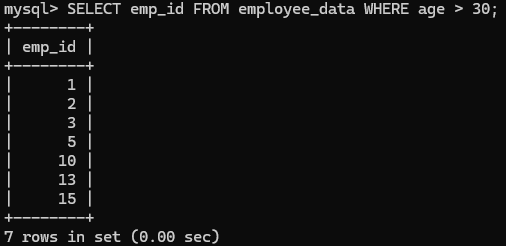 mysql> SELECT emp_id FROM employee_data WHERE age > 30;
+--------+
| emp_id |
+--------+
|      1 |
|      2 |
|      3 |
|      5 |
|     10 |
|     13 |
|     15 |
+--------+
7 rows in set (0.00 sec)